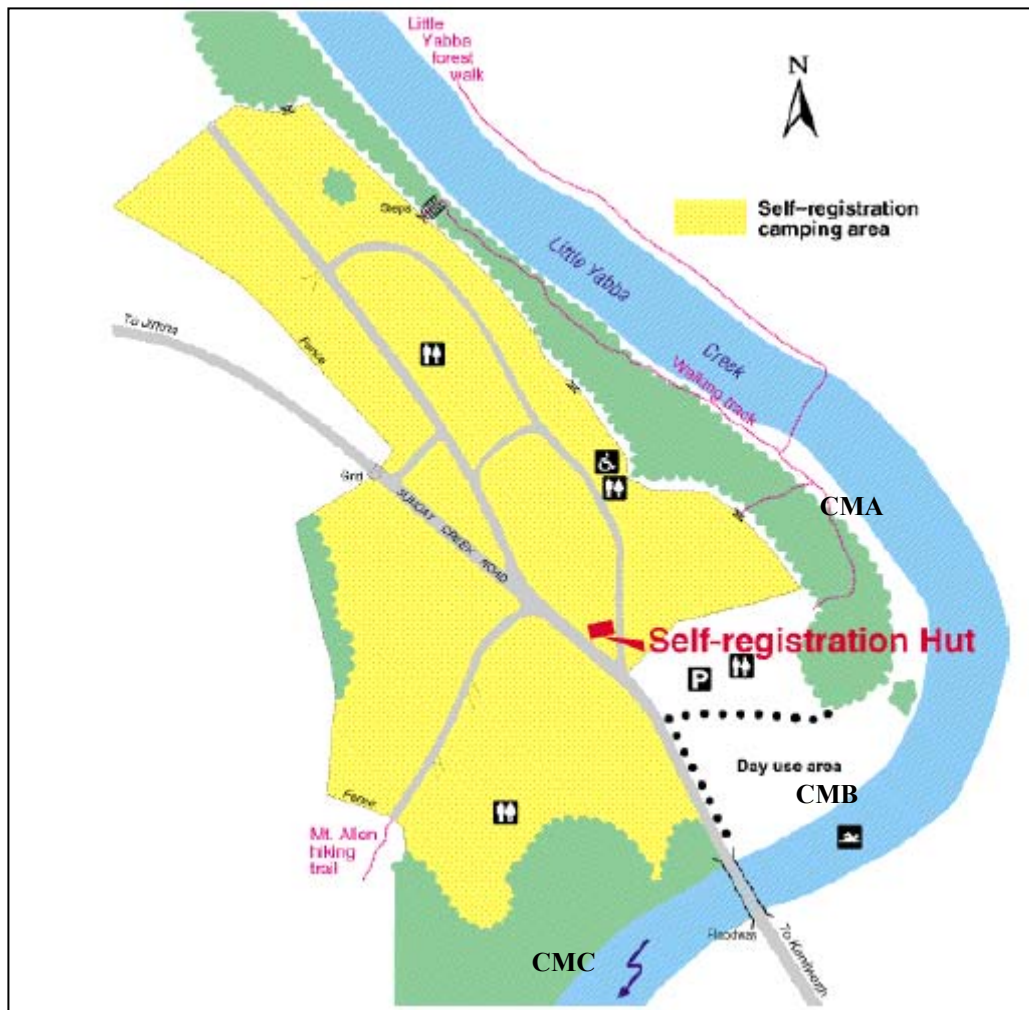 Little
Yabba
forest
walk
N
Self-registration
camping area
Steps
Little Yabba
Creek
To Jimna
Fence
Walking track
Grid
CMA
SUNDAY CREEK ROAD
Self-registration Hut
P
Day use area
CMB
Fence
Mt. Allen
hiking
trail
Floodway
To Kenilworth
CMC